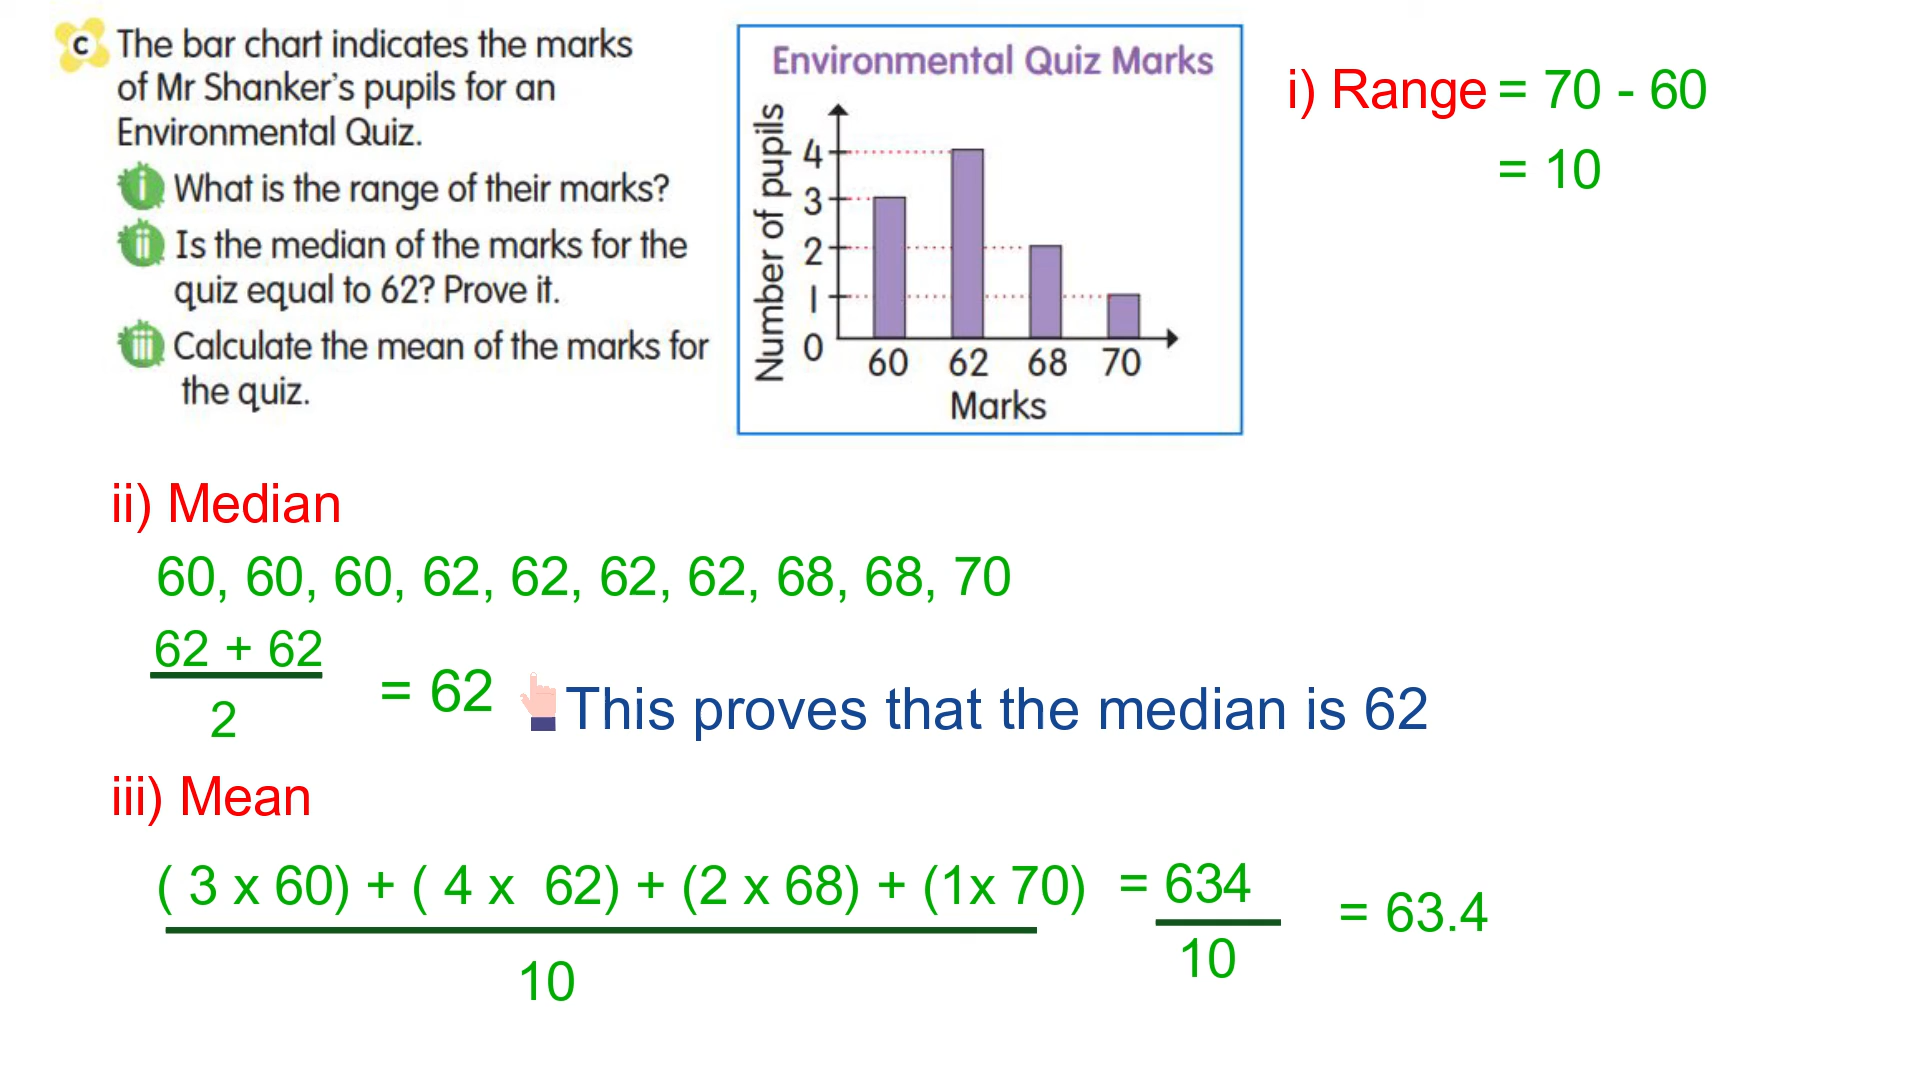 c The bar chart indicates the marks
of Mr Shanker's pupils for an
Environmental Quiz.
i What is the range of their marks?
ii Is the median of the marks for the
quiz equal to 62? Prove it.
iii Calculate the mean of the marks for
the quiz.
Environmental Quiz Marks
Number of pupils
4
3
2
1
0
60 62 68 70
Marks
i) Range = 70 - 60
= 10
ii) Median
60, 60, 60, 62, 62, 62, 62, 68, 68, 70
62 + 62
2
= 62
This proves that the median is 62
iii) Mean
( 3 x 60) + ( 4 x 62) + (2 x 68) + (1x 70)
10
= 634
10
= 63.4